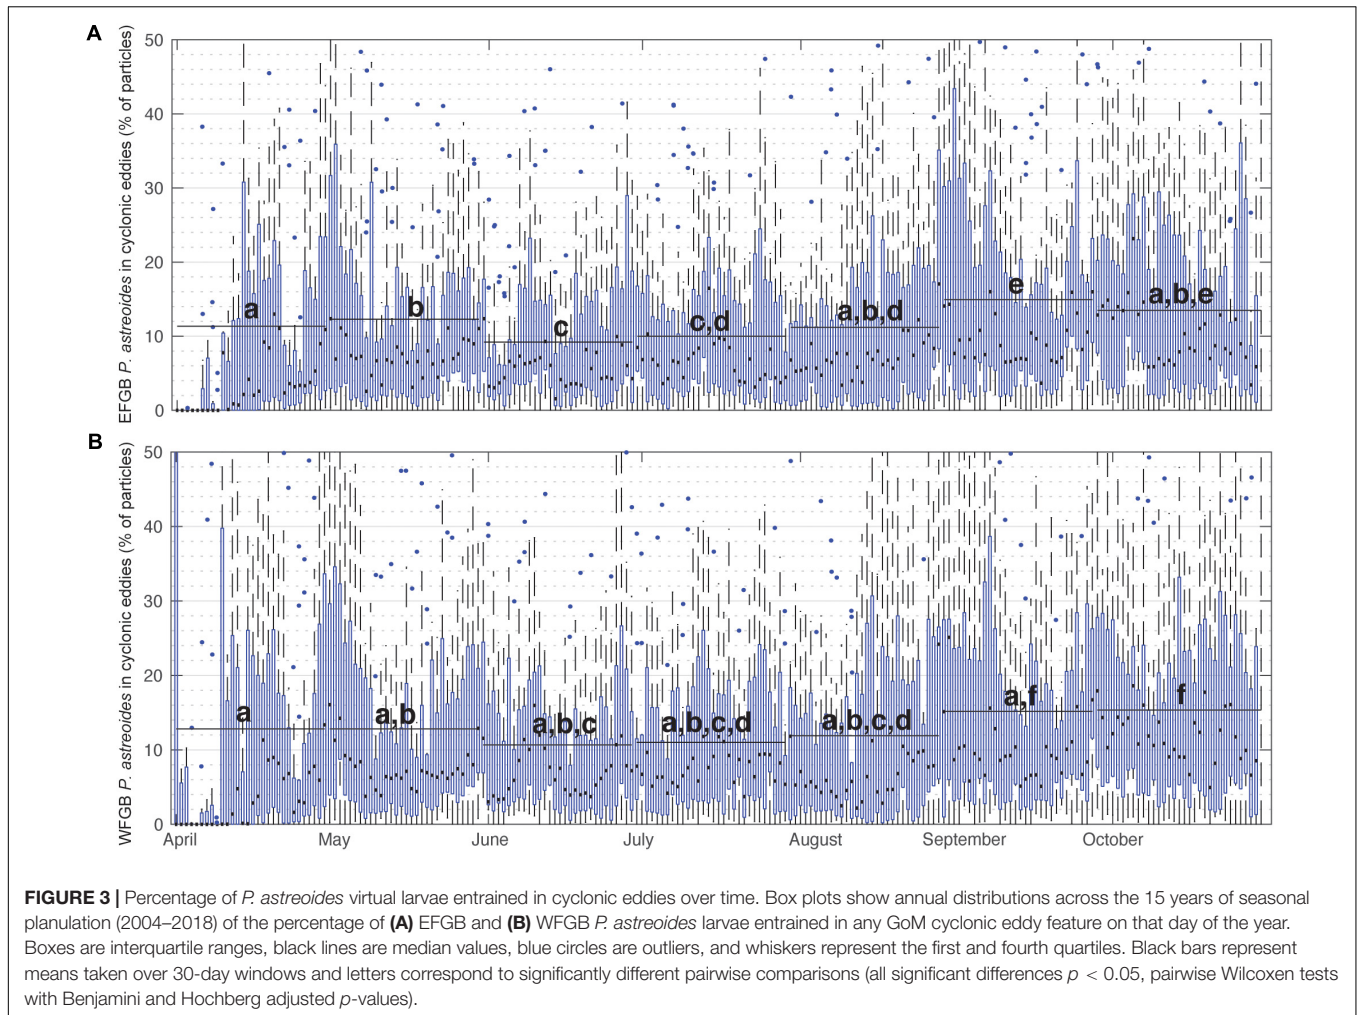 A
EFGB P. astreoides in cyclonic eddies (% of particles)
50
40
30
20
10
0
a
b
c
c,d
a,b,d
e
a,b,e
B
WFGB P. astreoides in cyclonic eddies (% of particles)
50
40
30
20
10
0
a
a,b
a,b,c
a,b,c,d
a,b,c,d
a,f
f
April May June July August September October
FIGURE 3 | Percentage of P. astreoides virtual larvae entrained in cyclonic eddies over time. Box plots show annual distributions across the 15 years of seasonal
planulation (2004–2018) of the percentage of (A) EFGB and (B) WFGB P. astreoides larvae entrained in any GoM cyclonic eddy feature on that day of the year.
Boxes are interquartile ranges, black lines are median values, blue circles are outliers, and whiskers represent the first and fourth quartiles. Black bars represent
means taken over 30-day windows and letters correspond to significantly different pairwise comparisons (all significant differences p < 0.05, pairwise Wilcoxen tests
with Benjamini and Hochberg adjusted p-values).